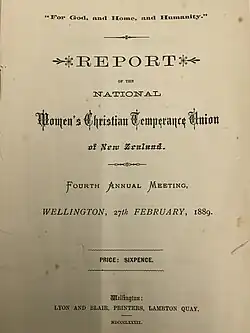 "For God, and Home, and Humanity."
REPORT
OF THE
NATIONAL
Women's Christian Temperance Union
of New Zealand.
FOURTH ANNUAL MEETING,
WELLINGTON, 27th FEBRUARY, 1889.
PRICE: SIXPENCE.
Wellington:
LYON AND BLAIR, PRINTERS, LAMBTON QUAY.